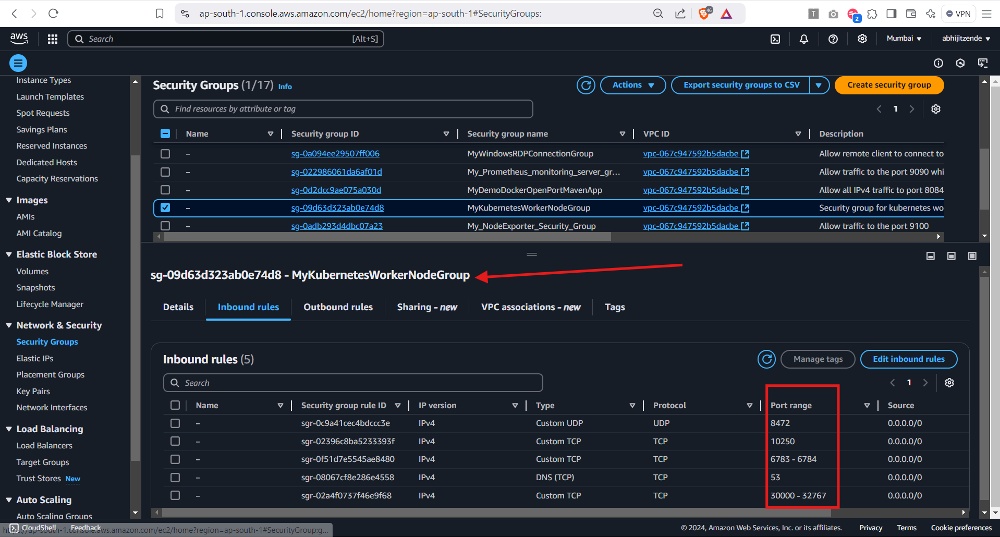 ap-south-1.console.aws.amazon.com/ec2/home?region=ap-south-1#SecurityGroups:
46
T
2
VPN
aws
Search
[Alt+S]
Mumbai
abhijitzende
Instance Types
Launch Templates
Spot Requests
Savings Plans
Reserved Instances
Dedicated Hosts
Capacity Reservations
Images
AMIs
AMI Catalog
Elastic Block Store
Volumes
Snapshots
Lifecycle Manager
Network & Security
Security Groups
Elastic IPs
Placement Groups
Key Pairs
Network Interfaces
Load Balancing
Load Balancers
Target Groups
Trust Stores New
Auto Scaling
Auto Scaling Groups
Security Groups (1/17) Info
Actions
Export security groups to CSV
Create security group
Find resources by attribute or tag
1
Name Security group ID Security group name VPC ID Description
– sg-0a094ee29507ff006 MyWindowsRDPConnectionGroup vpc-067c947592b5dacbe Allow remote client to connect to
– sg-022986061da6af01d My_Prometheus_monitoring_server_gr... vpc-067c947592b5dacbe Allow traffic to the port 9090 whi
– sg-0d2dcc9ae075a030d MyDemoDockerOpenPortMavenApp vpc-067c947592b5dacbe Allow all IPv4 traffic to port 8084
– sg-09d63d323ab0e74d8 MyKubernetesWorkerNodeGroup vpc-067c947592b5dacbe Security group for kubernetes wo
– sg-0adb293d4dbc07a23 My_NodeExporter_Security_Group vpc-067c947592b5dacbe Allow traffic to the port 9100
sg-09d63d323ab0e74d8 - MyKubernetesWorkerNodeGroup
Details
Inbound rules
Outbound rules
Sharing - new
VPC associations - new
Tags
Inbound rules (5)
Manage tags
Edit inbound rules
Search
1
Name Security group rule ID IP version Type Protocol Port range Source
– sgr-0c9a41cec4bdccc3e IPv4 Custom UDP UDP 8472 0.0.0.0/0
– sgr-02396c8ba5233393f IPv4 Custom TCP TCP 10250 0.0.0.0/0
– sgr-0f51d7e5545ae8480 IPv4 Custom TCP TCP 6783 - 6784 0.0.0.0/0
– sgr-08067cf8e286e4558 IPv4 DNS (TCP) TCP 53 0.0.0.0/0
– sgr-02a4f0737f46e9f68 IPv4 Custom TCP TCP 30000 - 32767 0.0.0.0/0
CloudShell
Feedback
https://ap-south-1.console.aws.amazon.com/ec2/home?region=ap-south-1#SecurityGroup:g...
© 2024, Amazon Web Services, Inc. or its affiliates.
Privacy
Terms
Cookie preferences